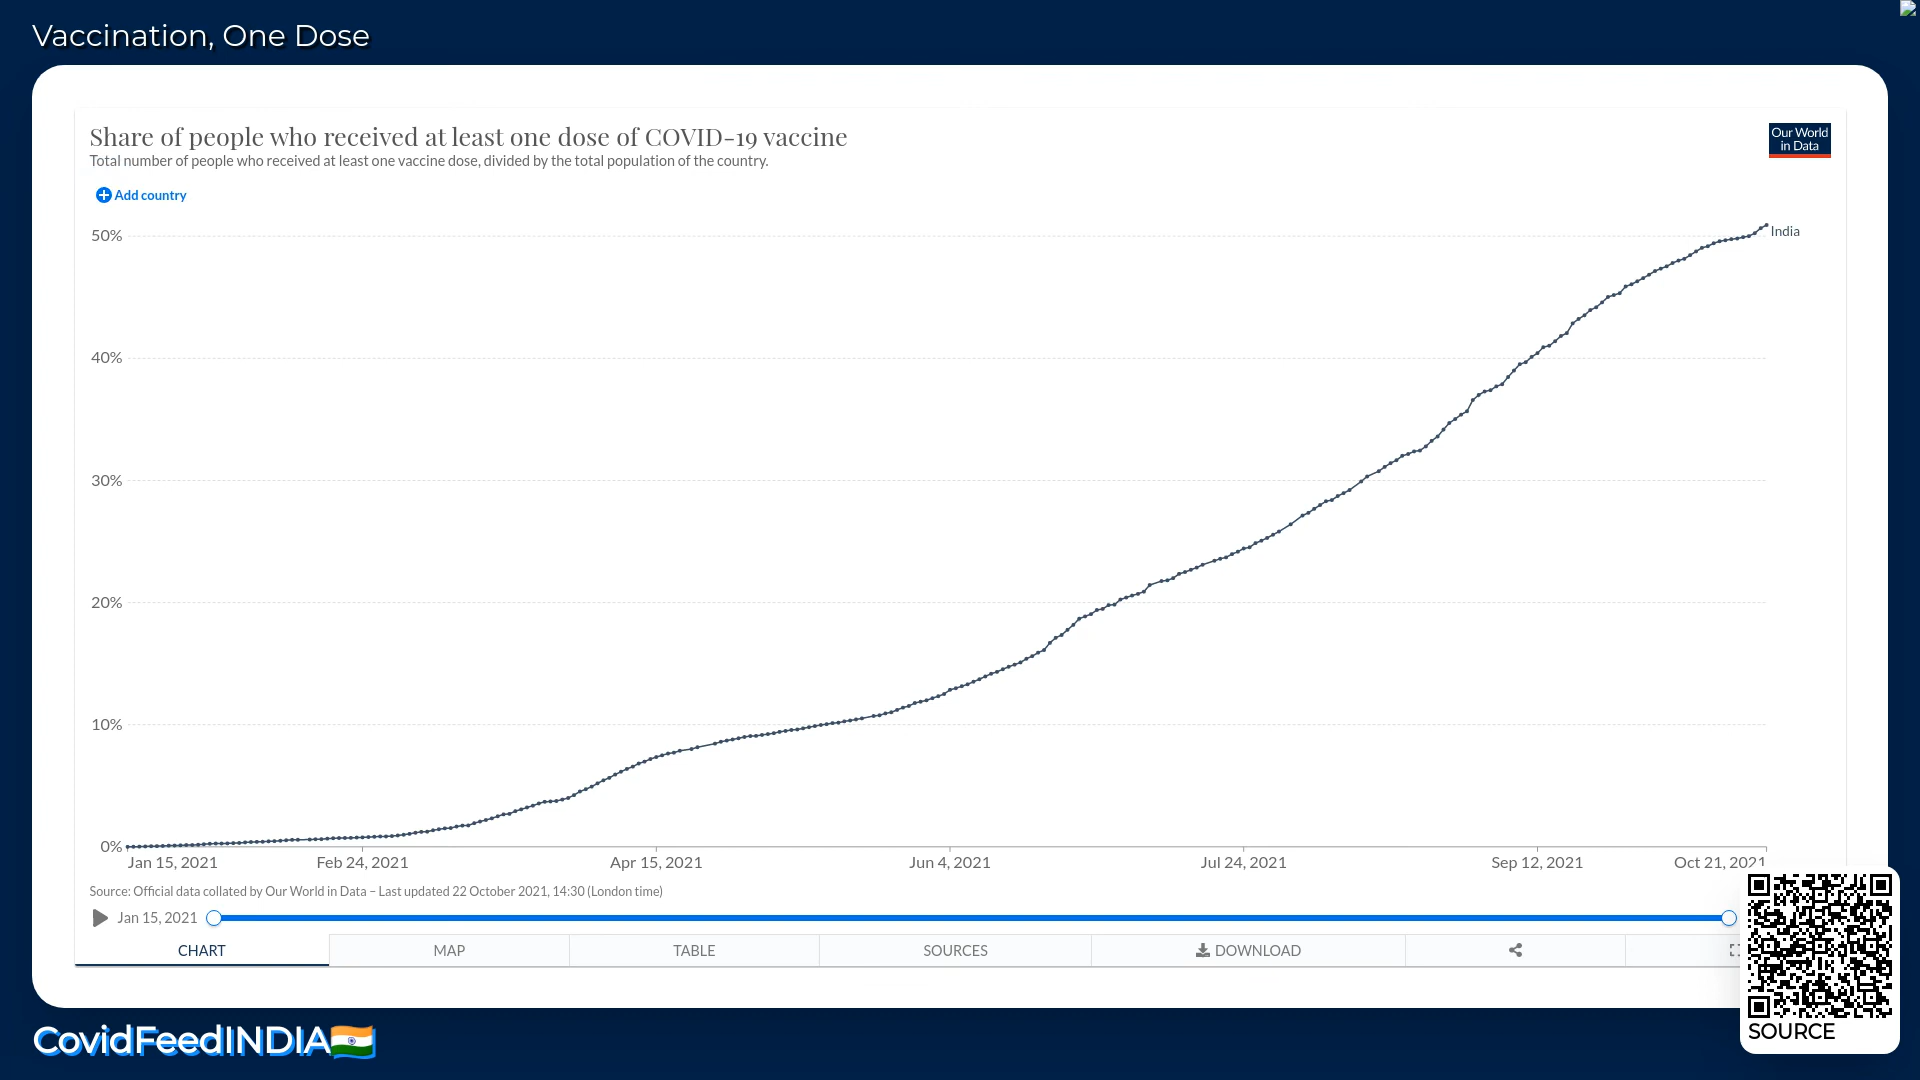 Vaccination, One Dose
Share of people who received at least one dose of COVID-19 vaccine
Total number of people who received at least one vaccine dose, divided by the total population of the country.
Our World
in Data
Add country
50%
India
40%
30%
20%
10%
0%
Jan 15, 2021 Feb 24, 2021 Apr 15, 2021 Jun 4, 2021 Jul 24, 2021 Sep 12, 2021 Oct 21, 2021
Source: Official data collated by Our World in Data – Last updated 22 October 2021, 14:30 (London time)
Jan 15, 2021
CHART MAP TABLE SOURCES DOWNLOAD
CovidFeedINDIA
SOURCE